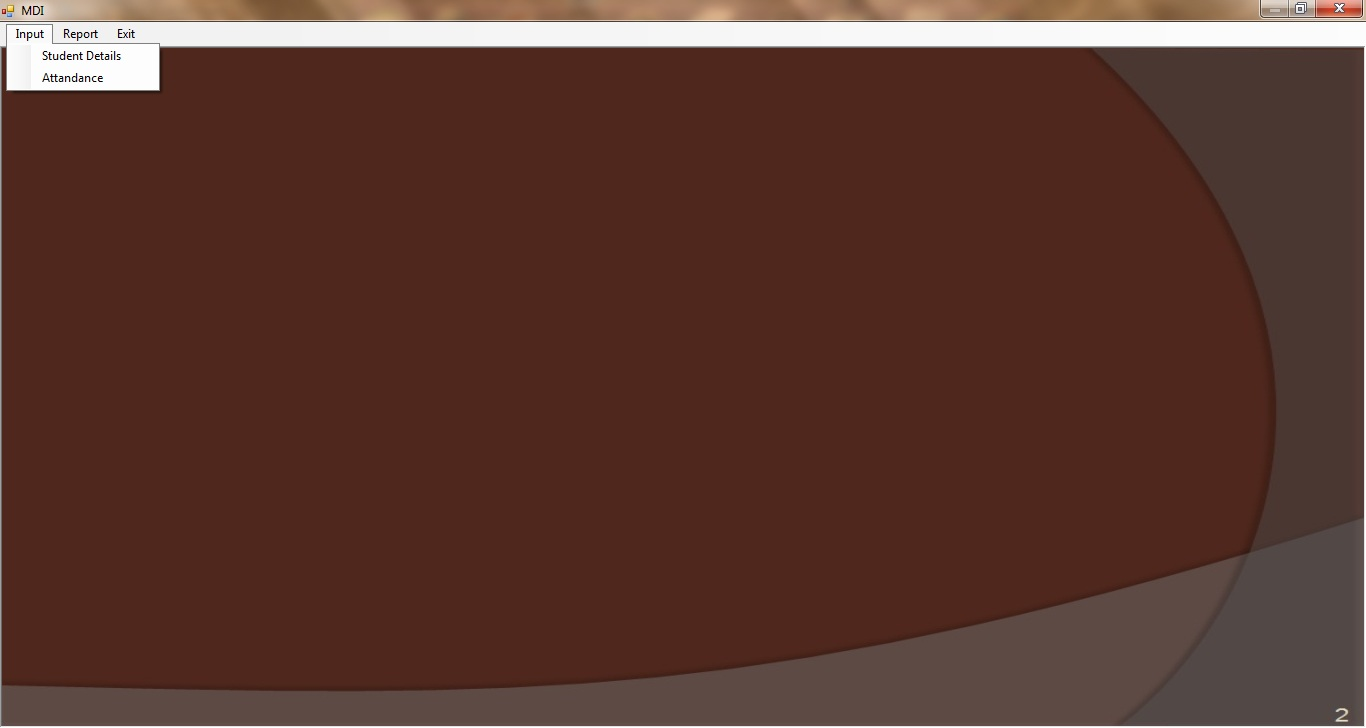 MDI
Input Report Exit
Student Details
Attandance
2